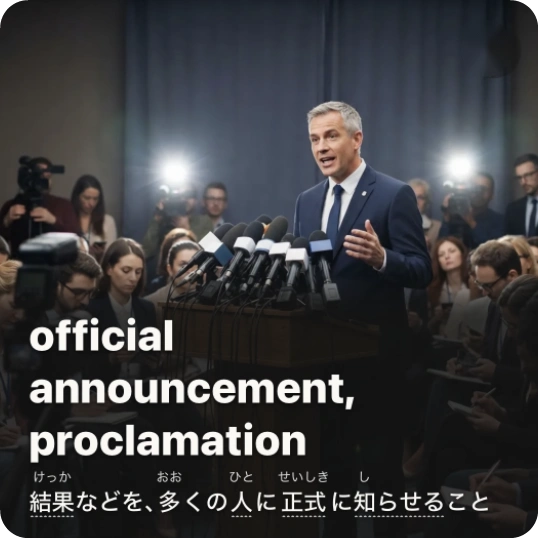 official
announcement,
proclamation
けっか おお ひと せいしき し
結果などを、多くの人に正式に知らせること